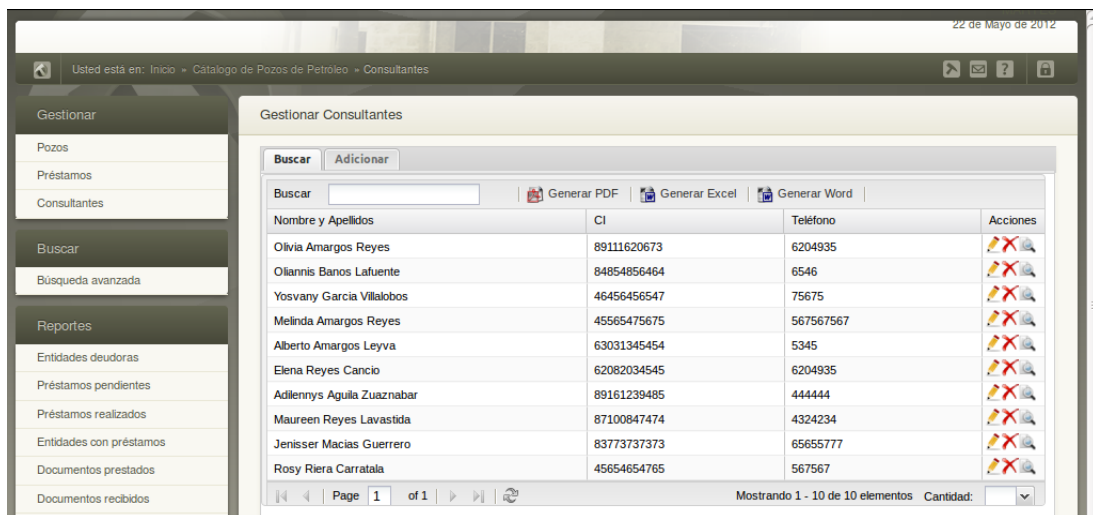 22 de Mayo de 2012
Usted está en: Inicio » Cátalogo de Pozos de Petróleo » Consultantes
Gestionar
Pozos
Préstamos
Consultantes
Buscar
Búsqueda avanzada
Reportes
Entidades deudoras
Préstamos pendientes
Préstamos realizados
Entidades con préstamos
Documentos prestados
Documentos recibidos
Gestionar Consultantes
Buscar Adicionar
Buscar Generar PDF Generar Excel Generar Word
Nombre y Apellidos CI Teléfono Acciones
Olivia Amargos Reyes 89111620673 6204935
Oliannis Banos Lafuente 84854856464 6546
Yosvany Garcia Villalobos 46456456547 75675
Melinda Amargos Reyes 45565475675 567567567
Alberto Amargos Leyva 63031345454 5345
Elena Reyes Cancio 62082034545 6204935
Adilennys Aguila Zuaznabar 89161239485 444444
Maureen Reyes Lavastida 87100847474 4324234
Jenisser Macias Guerrero 83773737373 65655777
Rosy Riera Carratala 45654654765 567567
Page 1 of 1 Mostrando 1 - 10 de 10 elementos Cantidad: